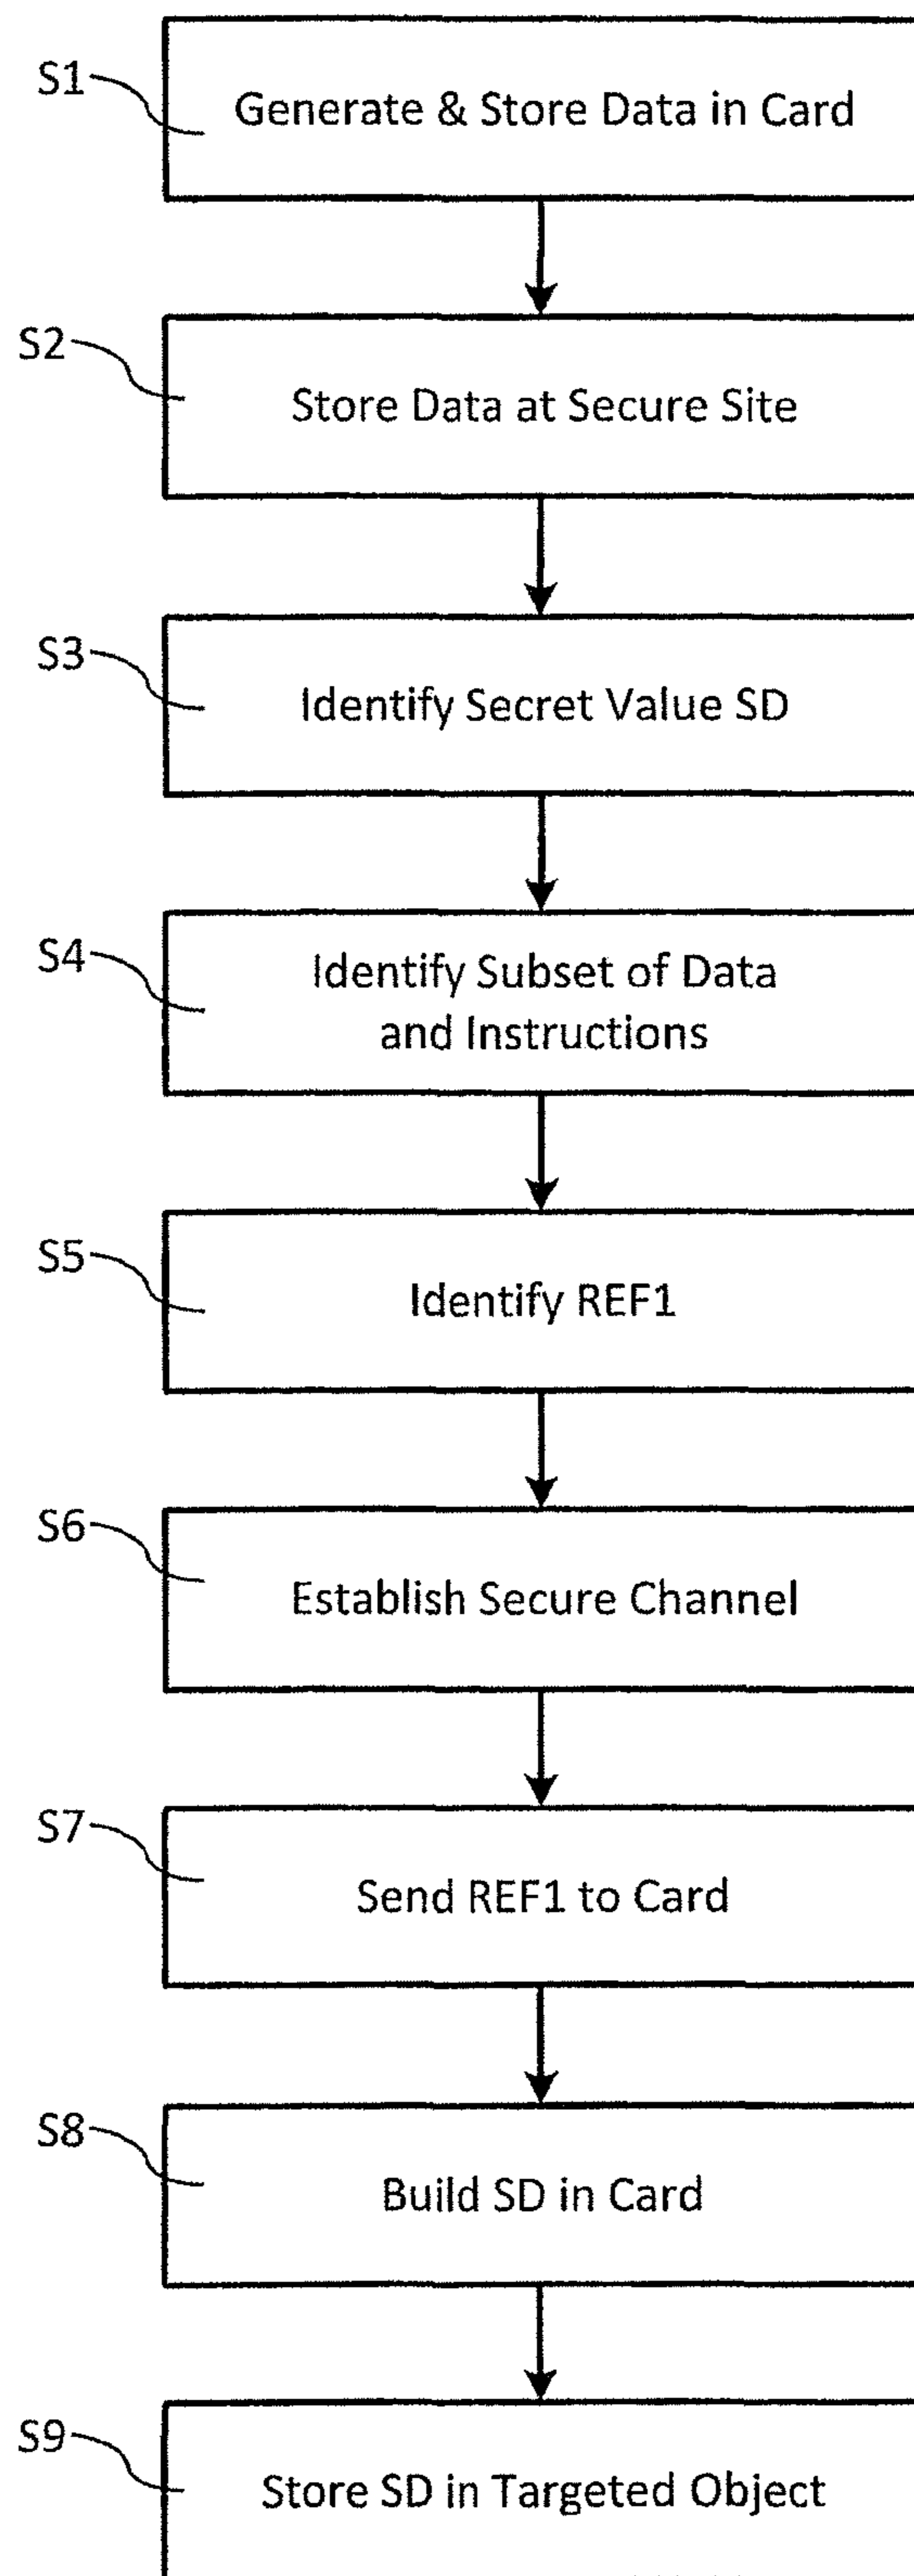 S1
Generate & Store Data in Card
S2
Store Data at Secure Site
S3
Identify Secret Value SD
S4
Identify Subset of Data
and Instructions
S5
Identify REF1
S6
Establish Secure Channel
S7
Send REF1 to Card
S8
Build SD in Card
S9
Store SD in Targeted Object